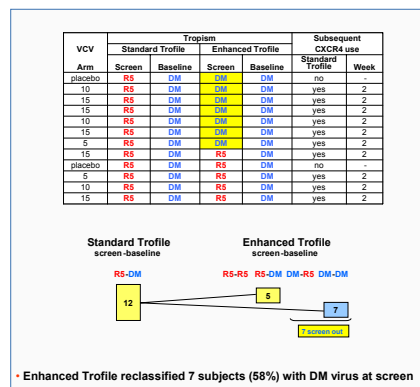 Tropism Subsequent
VCV Standard Trofile Enhanced Trofile CXCR4 use
Arm Screen Baseline Screen Baseline Standard Trofile Week
placebo R5 DM DM DM no -
10 R5 DM DM DM yes 2
15 R5 DM DM DM yes 2
15 R5 DM DM DM yes 2
10 R5 DM DM DM yes 2
15 R5 DM DM DM yes 2
5 R5 DM DM DM yes 2
15 R5 DM R5 DM yes 2
placebo R5 DM R5 DM no -
5 R5 DM R5 DM yes 2
10 R5 DM R5 DM yes 2
15 R5 DM R5 DM yes 2
Standard Trofile Enhanced Trofile
screen-baseline screen-baseline
R5-DM R5-R5 R5-DM DM-R5 DM-DM
12 5
7
7 screen out
• Enhanced Trofile reclassified 7 subjects (58%) with DM virus at screen